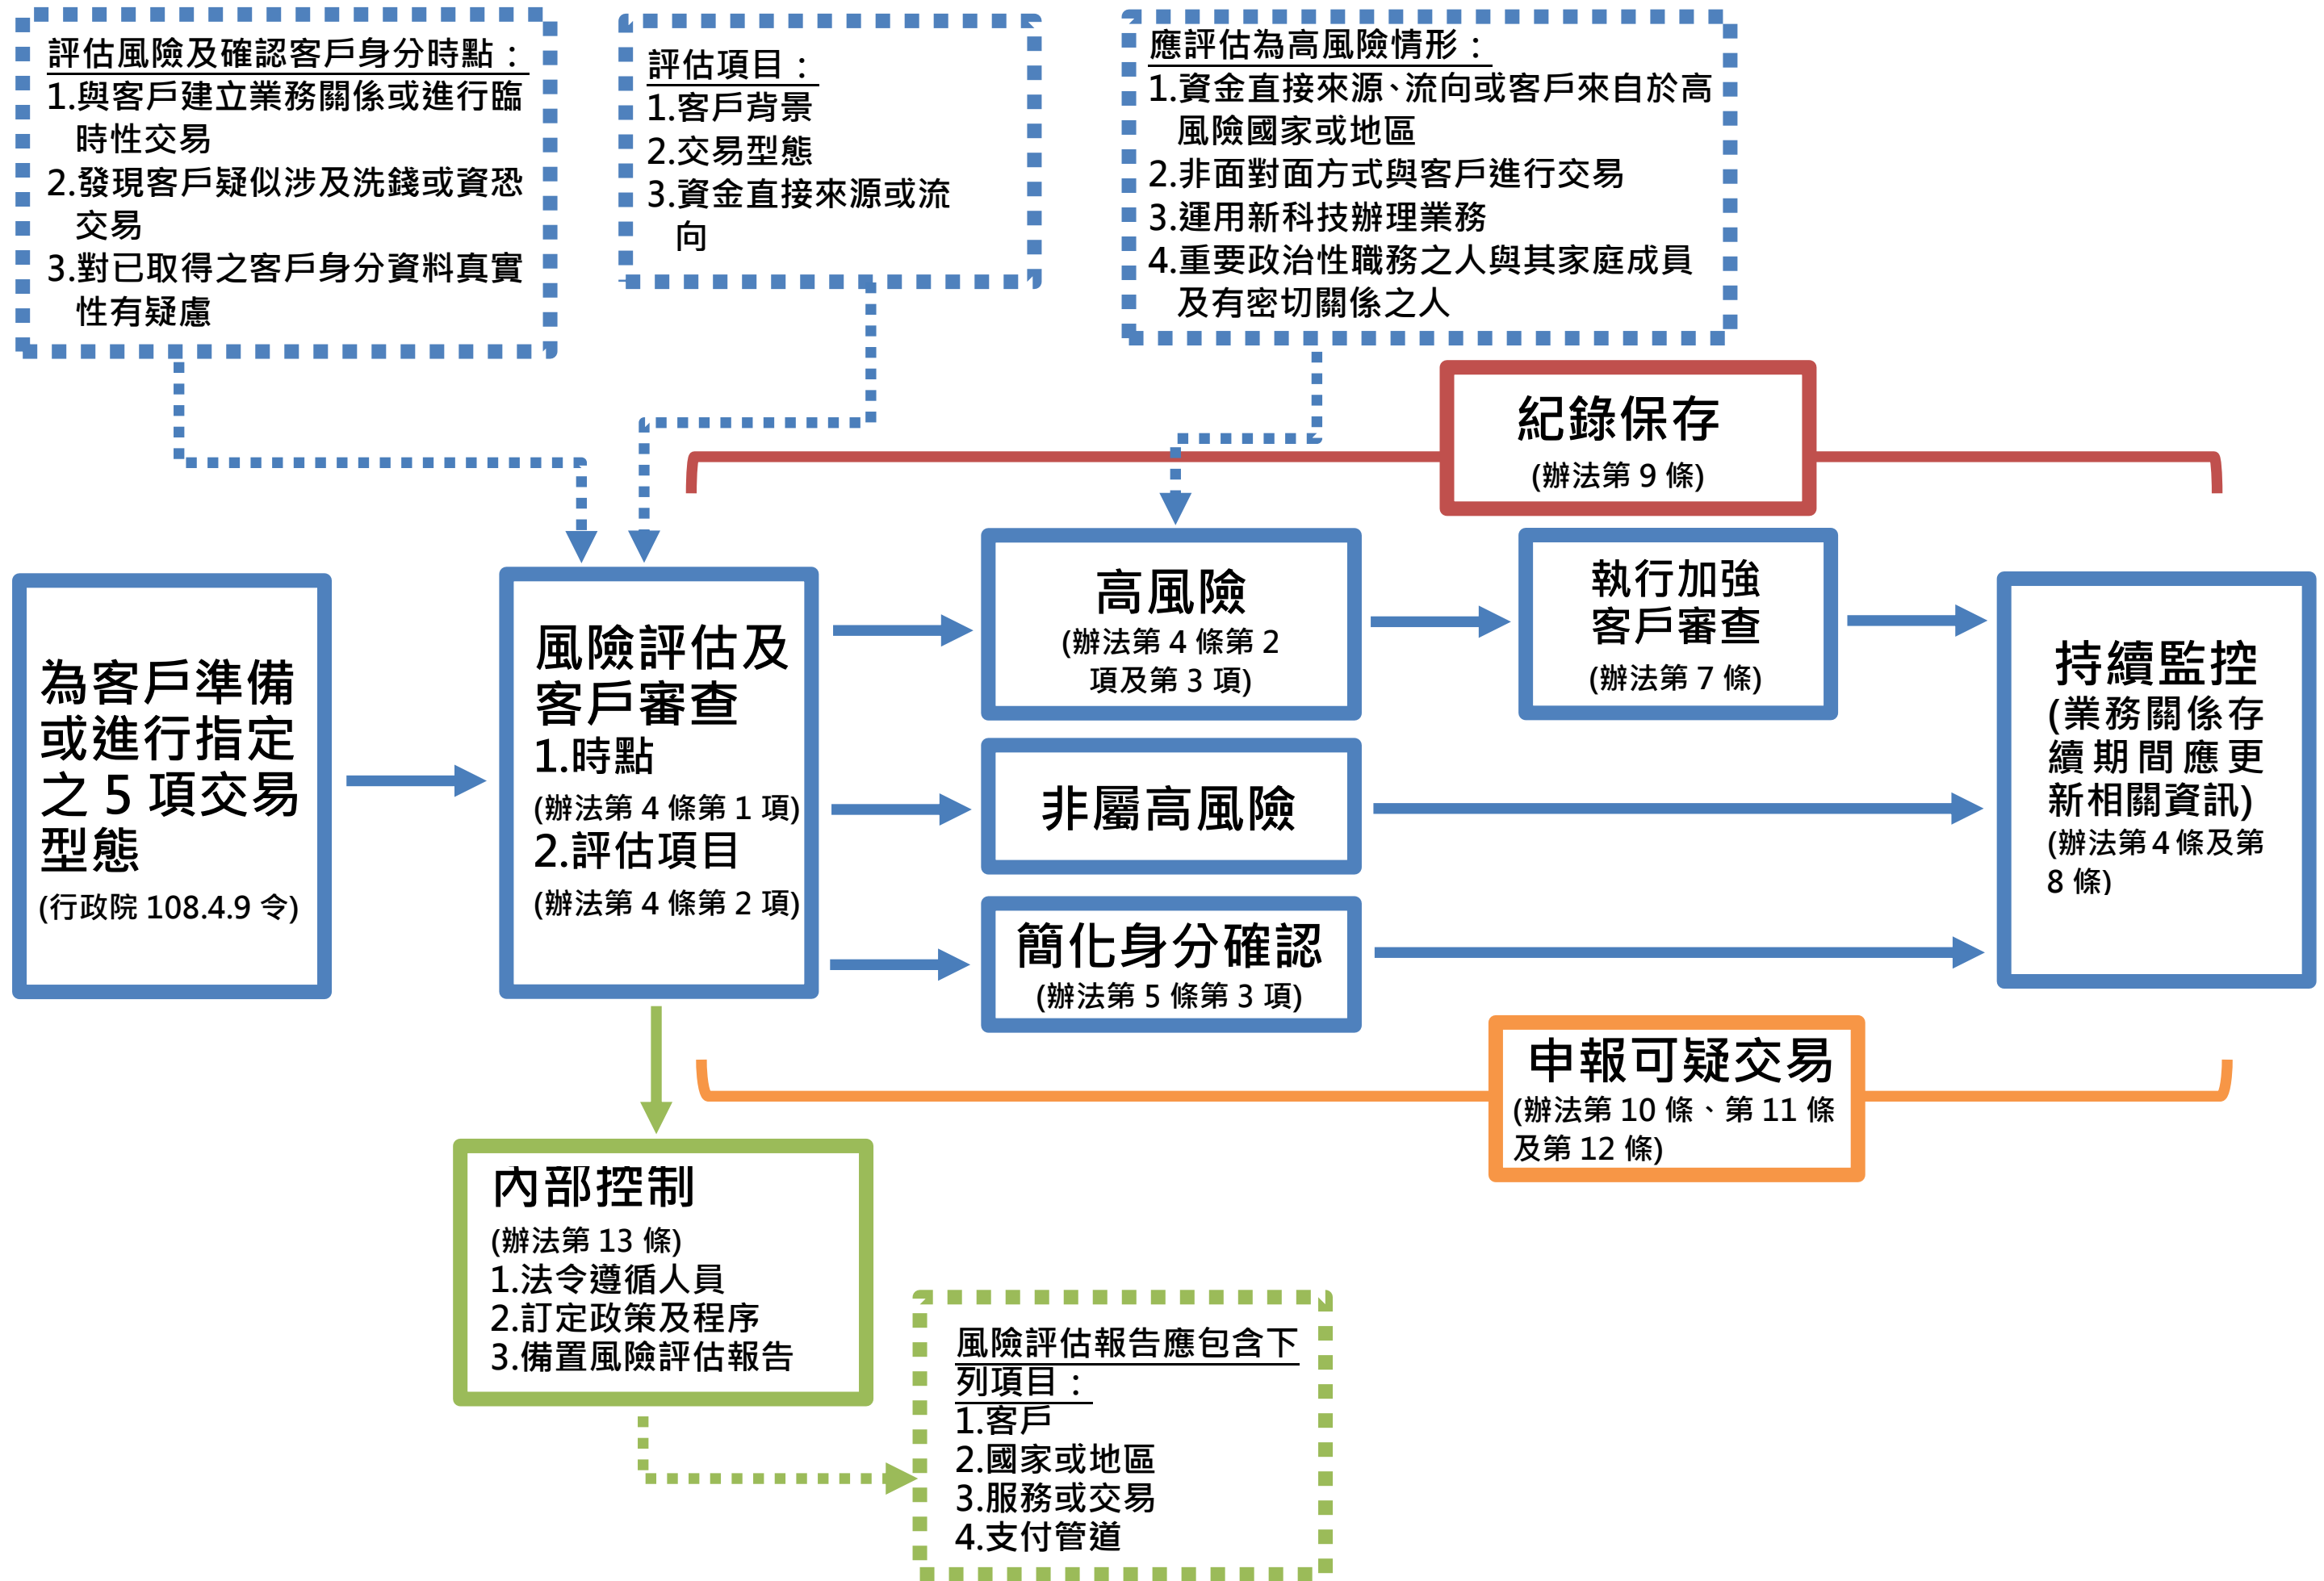 評估風險及確認客戶身分時點：
1.與客戶建立業務關係或進行臨
時性交易
2.發現客戶疑似涉及洗錢或資恐
交易
3.對已取得之客戶身分資料真實
性有疑慮
評估項目：
1.客戶背景
2.交易型態
3.資金直接來源或流
向
應評估為高風險情形：
1.資金直接來源、流向或客戶來自於高
風險國家或地區
2.非面對面方式與客戶進行交易
3.運用新科技辦理業務
4.重要政治性職務之人與其家庭成員
及有密切關係之人
紀錄保存
(辦法第 9 條)
為客戶準備
或進行指定
之 5 項交易
型態
(行政院 108.4.9 令)
風險評估及
客戶審查
1.時點
(辦法第 4 條第 1 項)
2.評估項目
(辦法第 4 條第 2 項)
高風險
(辦法第 4 條第 2
項及第 3 項)
執行加強
客戶審查
(辦法第 7 條)
非屬高風險
簡化身分確認
(辦法第 5 條第 3 項)
持續監控
(業務關係存
續期間應更
新相關資訊)
(辦法第 4 條及第
8 條)
申報可疑交易
(辦法第 10 條、第 11 條
及第 12 條)
內部控制
(辦法第 13 條)
1.法令遵循人員
2.訂定政策及程序
3.備置風險評估報告
風險評估報告應包含下
列項目：
1.客戶
2.國家或地區
3.服務或交易
4.支付管道